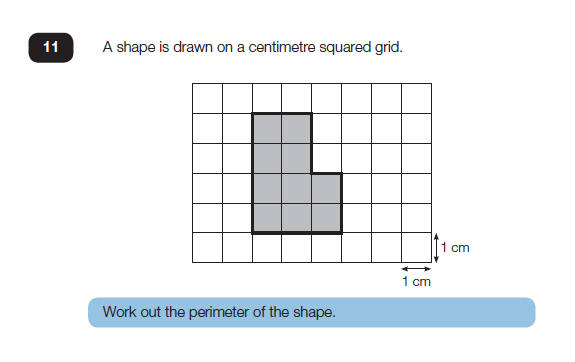 11 A shape is drawn on a centimetre squared grid.
1 cm
1 cm
Work out the perimeter of the shape.